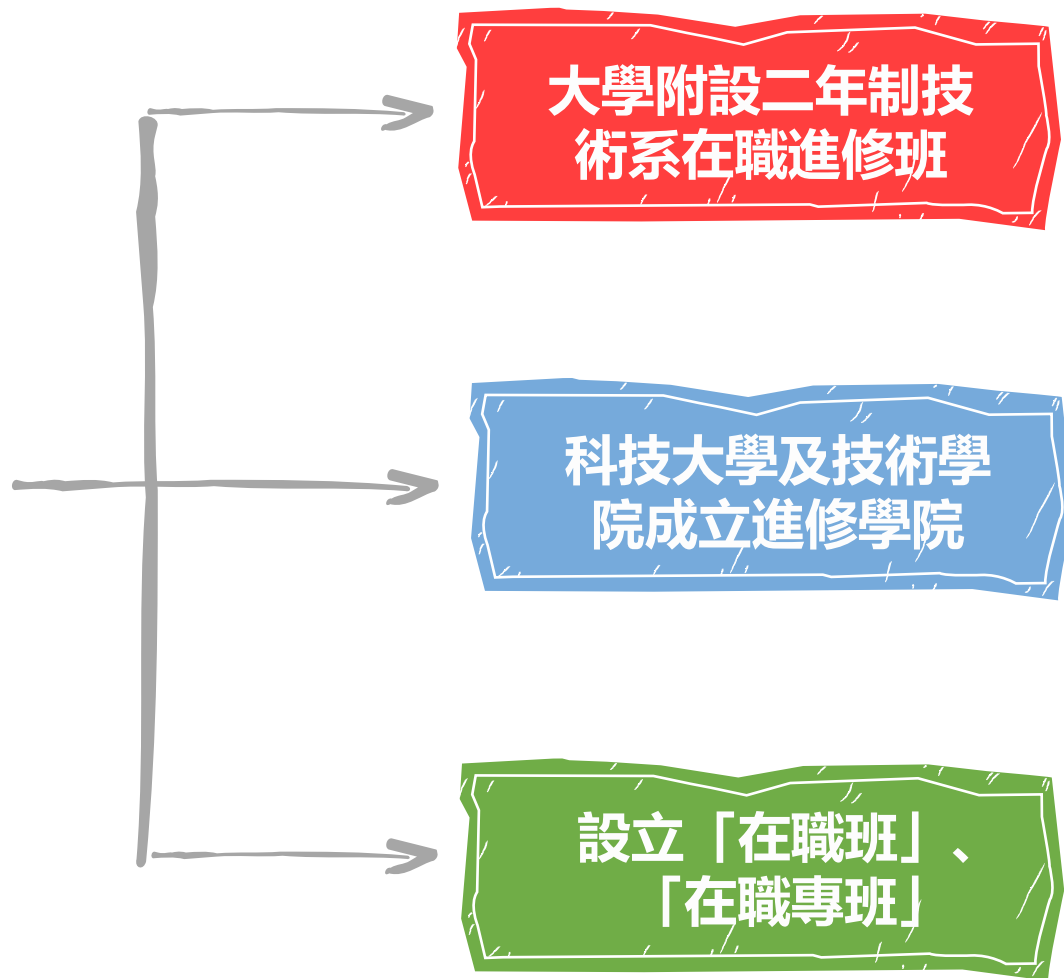 大學附設二年制技
術系在職進修班
科技大學及技術學
院成立進修學院
設立「在職班」、
「在職專班」